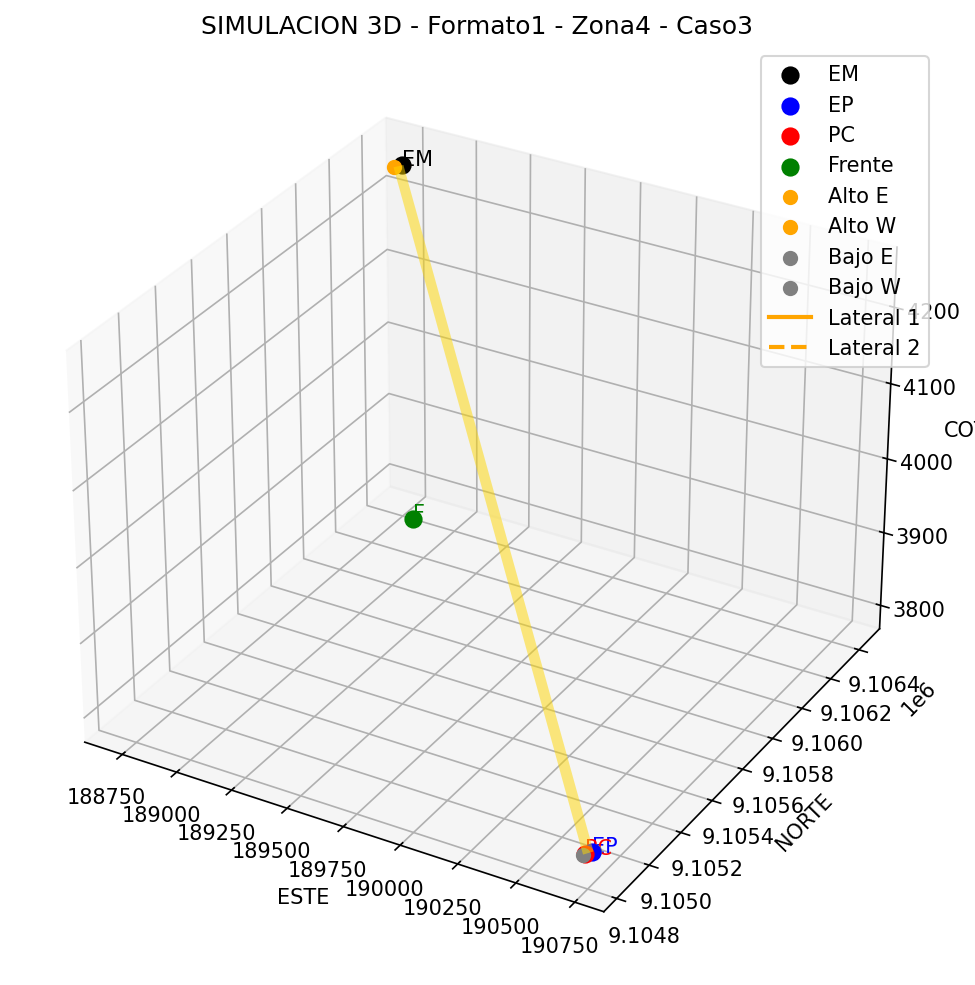 SIMULACION 3D - Formato1 - Zona4 - Caso3
EM
EP
PC
Frente
Alto E
Alto W
Bajo E
Bajo W
Lateral 1
Lateral 2
EM
F
PC
EP
4200
4100
4000
3900
3800
COT
188750
189000
189250
189500
189750
190000
190250
190500
190750
ESTE
9.1064
9.1062
9.1060
9.1058
9.1056
9.1054
9.1052
9.1050
9.1048
1e6
NORTE